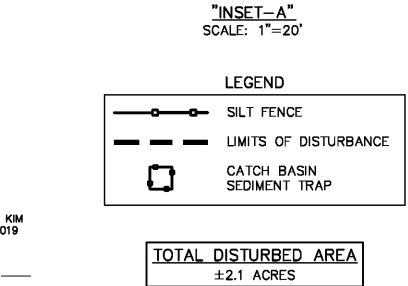 "INSET-A"
SCALE: 1"=20'
LEGEND
SILT FENCE
LIMITS OF DISTURBANCE
CATCH BASIN
SEDIMENT TRAP
KIM
019
TOTAL DISTURBED AREA
±2.1 ACRES